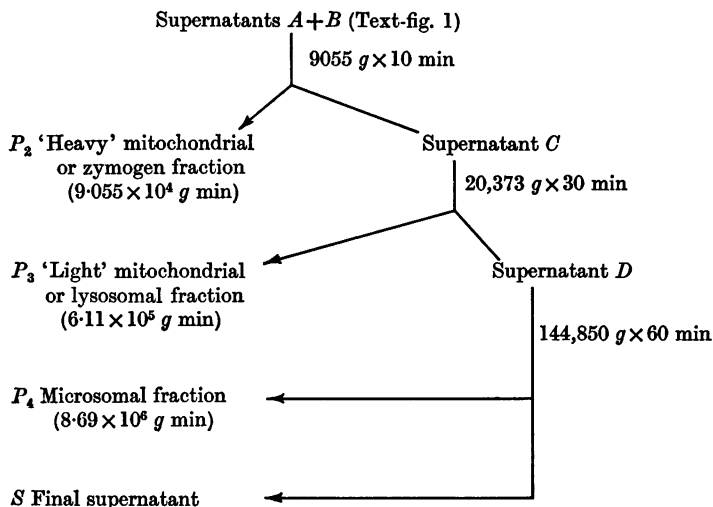 Supernatants A+B (Text-fig. 1)
9055 g×10 min
P₂ ‘Heavy’ mitochondrial
or zymogen fraction
(9·055×10⁴ g min)
Supernatant C
20,373 g×30 min
P₃ ‘Light’ mitochondrial
or lysosomal fraction
(6·11×10⁵ g min)
Supernatant D
144,850 g×60 min
P₄ Microsomal fraction
(8·69×10⁶ g min)
S Final supernatant